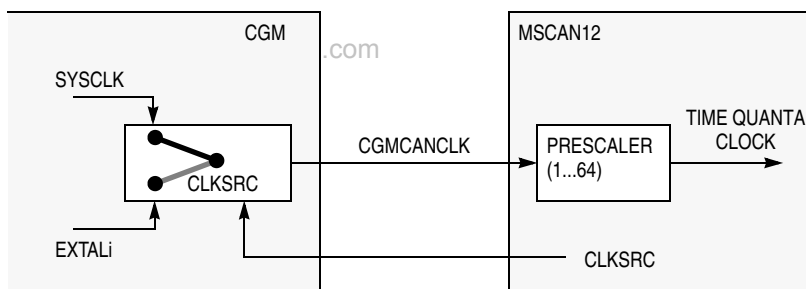 CGM
MSCAN12
.com
SYSCLK
TIME QUANTA
CLOCK
CGMCANCLK
PRESCALER
(1...64)
CLKSRC
EXTALi
CLKSRC